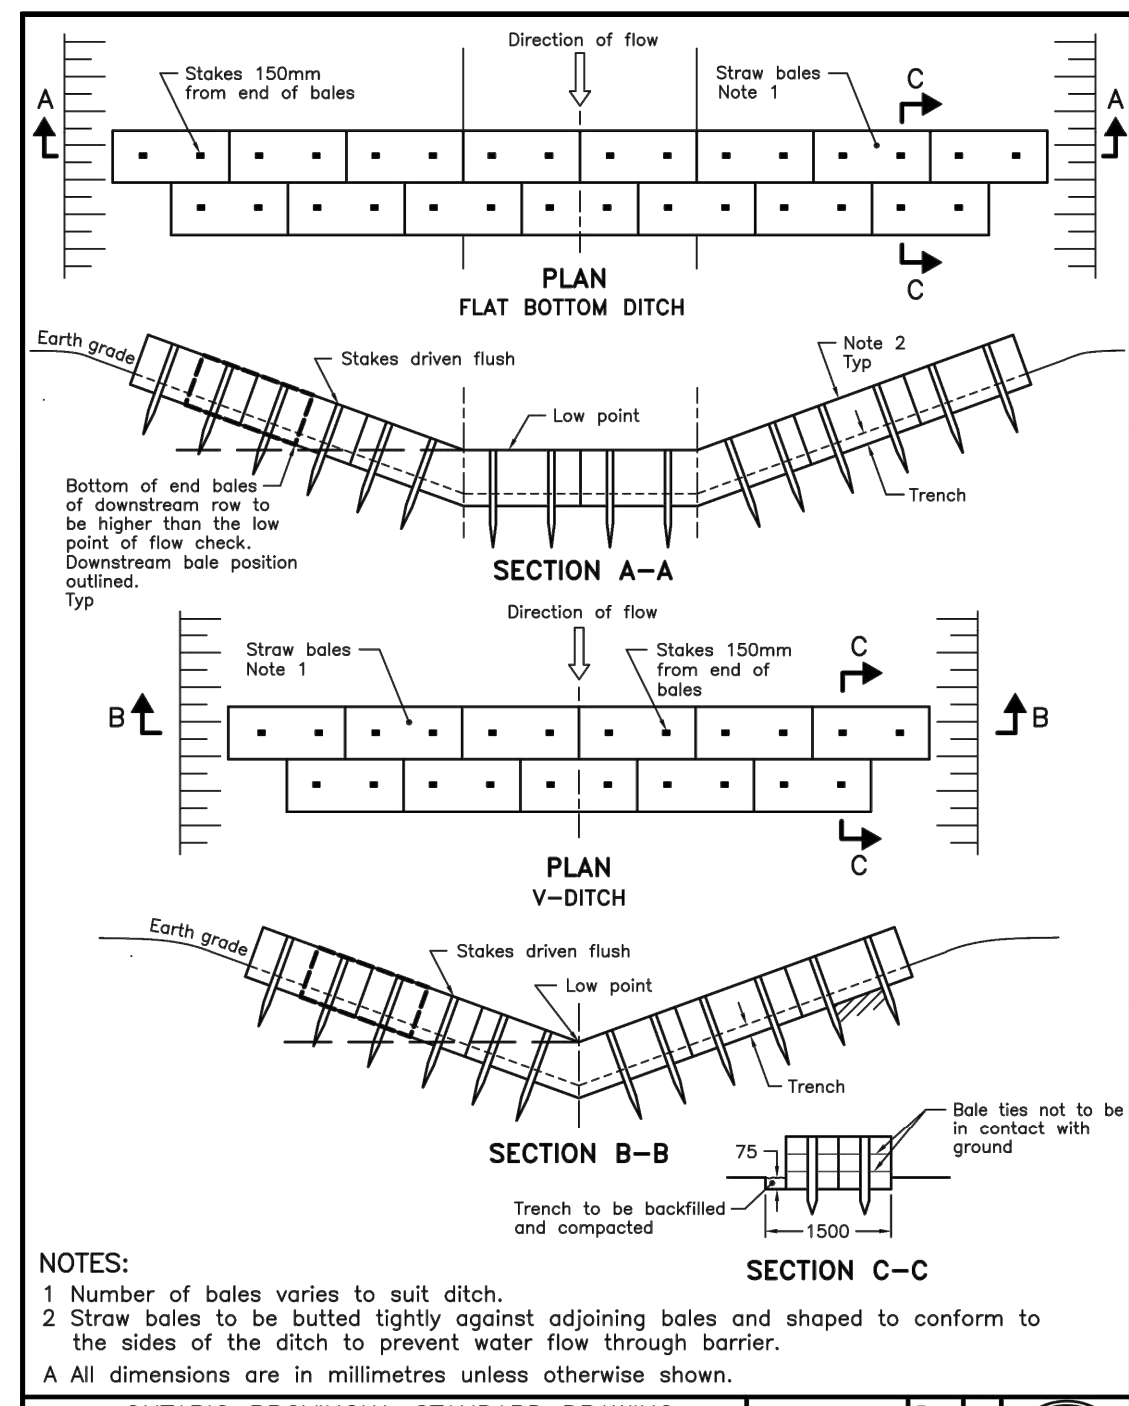 Direction of flow
Stakes 150mm
from end of bales
Straw bales
Note 1
C
A
A
C
PLAN
FLAT BOTTOM DITCH
Earth grade
Stakes driven flush
Note 2
Typ
Low point
Trench
Bottom of end bales
of downstream row to
be higher than the low
point of flow check.
Downstream bale position
outlined.
Typ
SECTION A-A
Direction of flow
Straw bales
Note 1
Stakes 150mm
from end of
bales
C
B
B
C
PLAN
V-DITCH
Earth grade
Stakes driven flush
Low point
Trench
SECTION B-B
Bale ties not to be
in contact with
ground
75
Trench to be backfilled
and compacted
1500
SECTION C-C
NOTES:
1 Number of bales varies to suit ditch.
2 Straw bales to be butted tightly against adjoining bales and shaped to conform to
the sides of the ditch to prevent water flow through barrier.
A All dimensions are in millimetres unless otherwise shown.